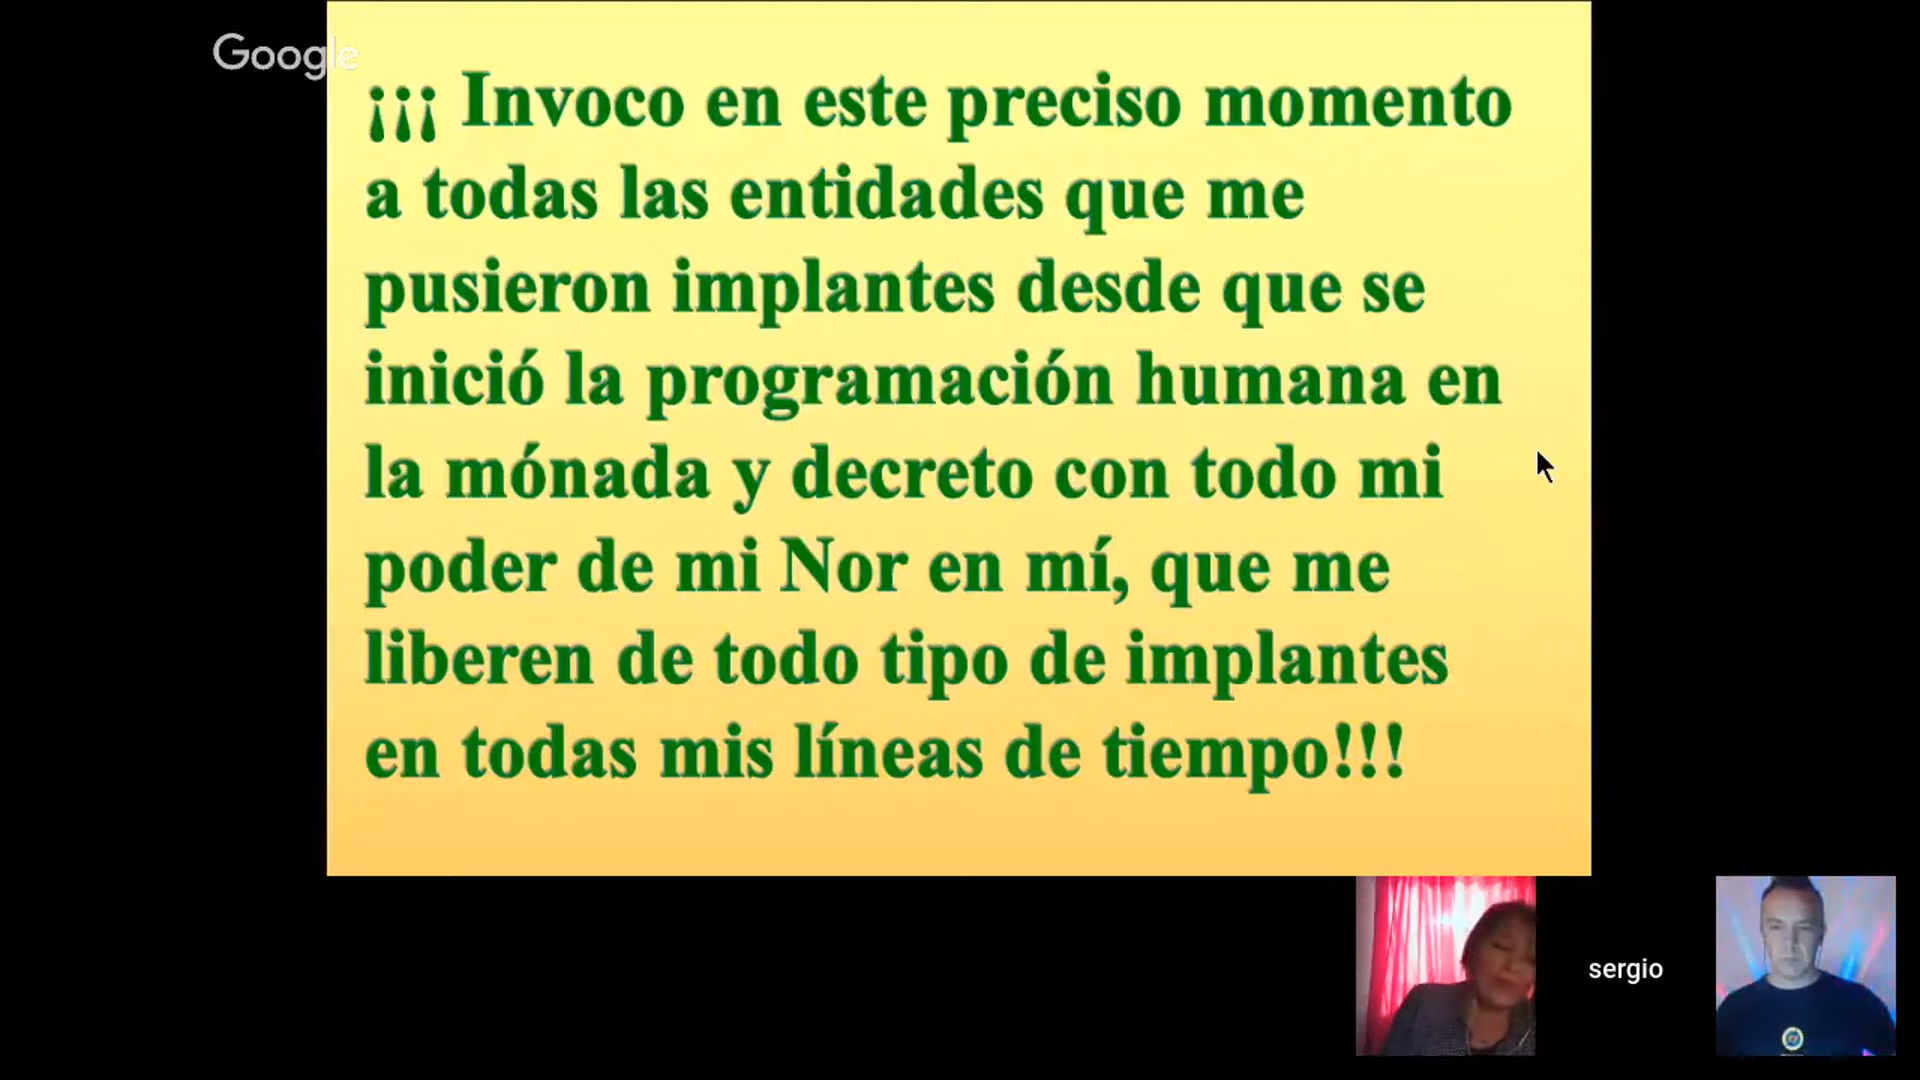 Google
¡¡¡ Invoco en este preciso momento
a todas las entidades que me
pusieron implantes desde que se
inició la programación humana en
la mónada y decreto con todo mi
poder de mi Nor en mí, que me
liberen de todo tipo de implantes
en todas mis líneas de tiempo!!!
sergio